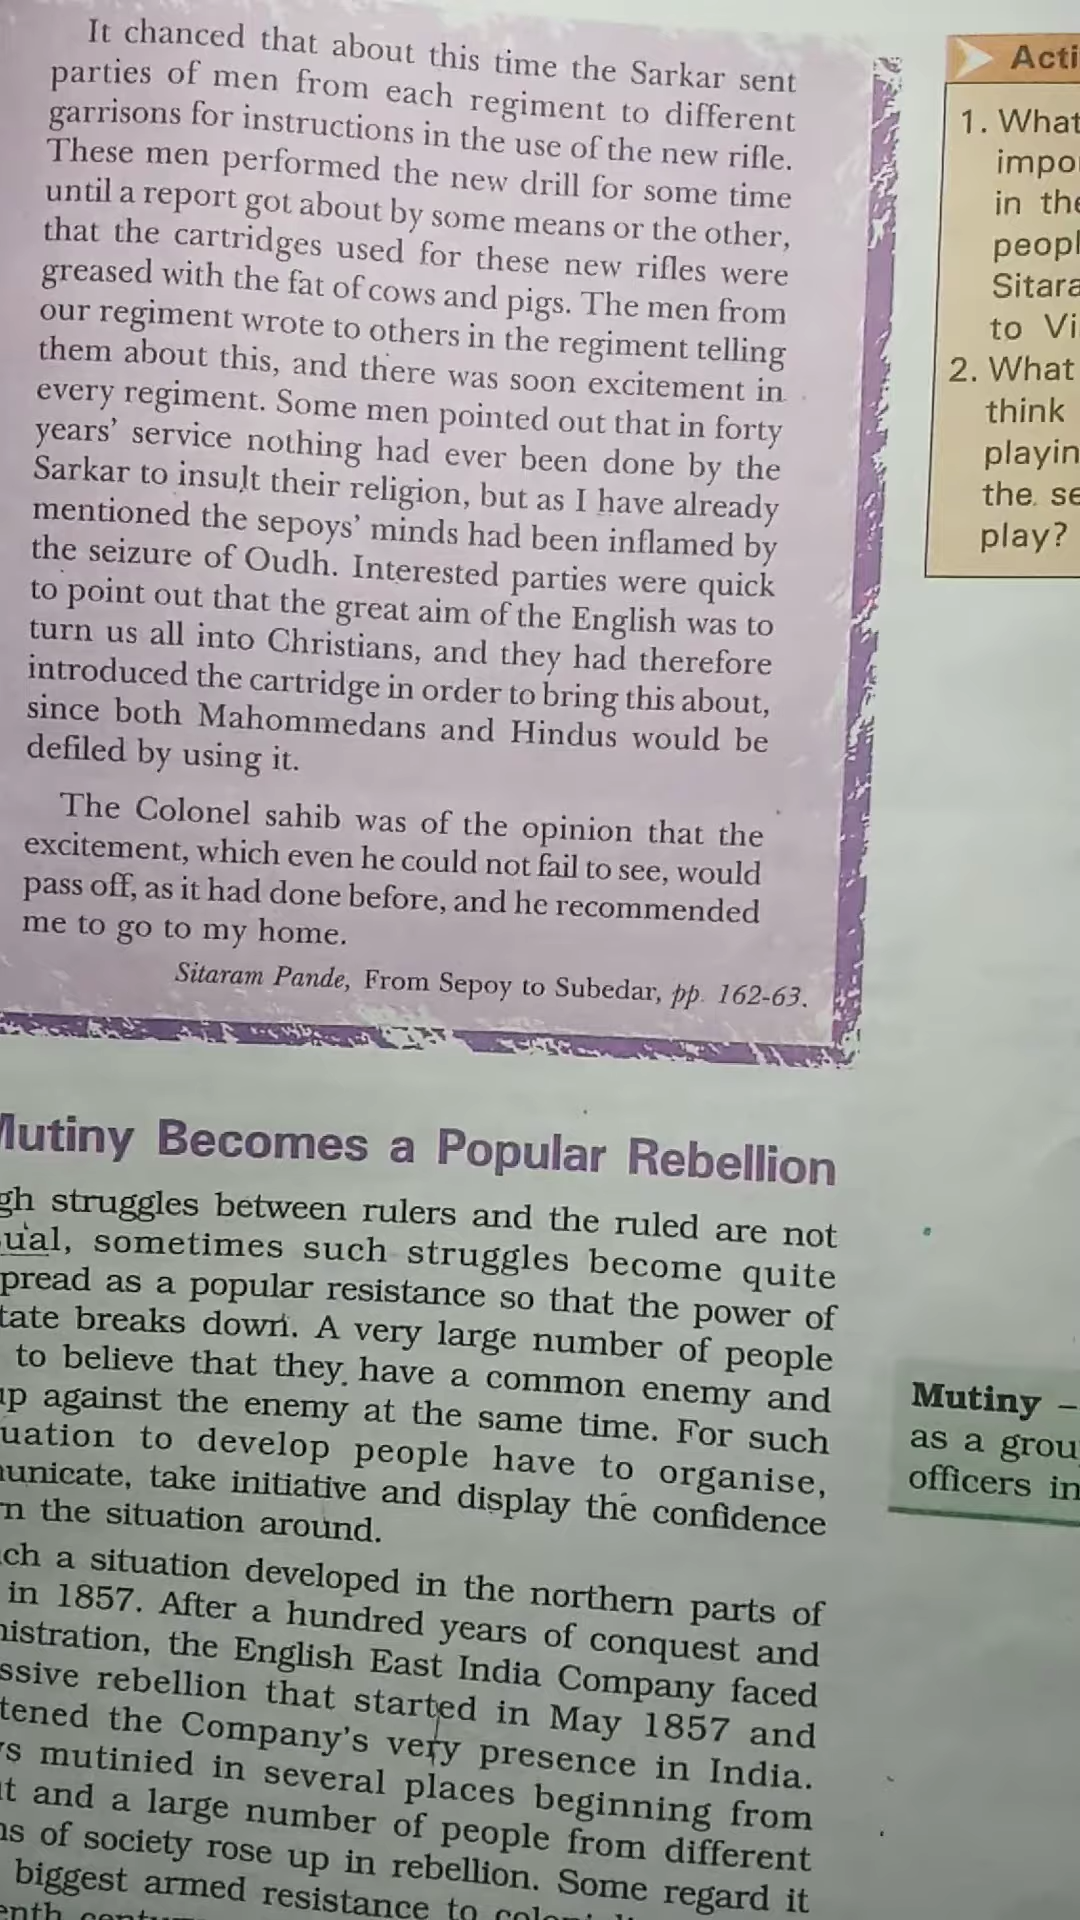 It chanced that about this time the Sarkar sent
parties of men from each regiment to different
garrisons for instructions in the use of the new rifle.
These men performed the new drill for some time
until a report got about by some means or the other,
that the cartridges used for these new rifles were
greased with the fat of cows and pigs. The men from
our regiment wrote to others in the regiment telling
them about this, and there was soon excitement in
every regiment. Some men pointed out that in forty
years’ service nothing had ever been done by the
Sarkar to insult their religion, but as I have already
mentioned the sepoys’ minds had been inflamed by
the seizure of Oudh. Interested parties were quick
to point out that the great aim of the English was to
turn us all into Christians, and they had therefore
introduced the cartridge in order to bring this about,
since both Mahommedans and Hindus would be
defiled by using it.
The Colonel sahib was of the opinion that the
excitement, which even he could not fail to see, would
pass off, as it had done before, and he recommended
me to go to my home.
Sitaram Pande, From Sepoy to Subedar, pp. 162-63.
Mutiny Becomes a Popular Rebellion
gh struggles between rulers and the ruled are not
sual, sometimes such struggles become quite
pread as a popular resistance so that the power of
tate breaks down. A very large number of people
to believe that they have a common enemy and
up against the enemy at the same time. For such
uation to develop people have to organise,
unicate, take initiative and display the confidence
rn the situation around.
ch a situation developed in the northern parts of
in 1857. After a hundred years of conquest and
nistration, the English East India Company faced
ssive rebellion that started in May 1857 and
tened the Company’s very presence in India.
ys mutinied in several places beginning from
ut and a large number of people from different
ns of society rose up in rebellion. Some regard it
biggest armed resistance to
Acti
1. What
impo
in the
peopl
Sitara
to Vi
2. What
think
playin
the se
play?
Mutiny –
as a grou
officers in